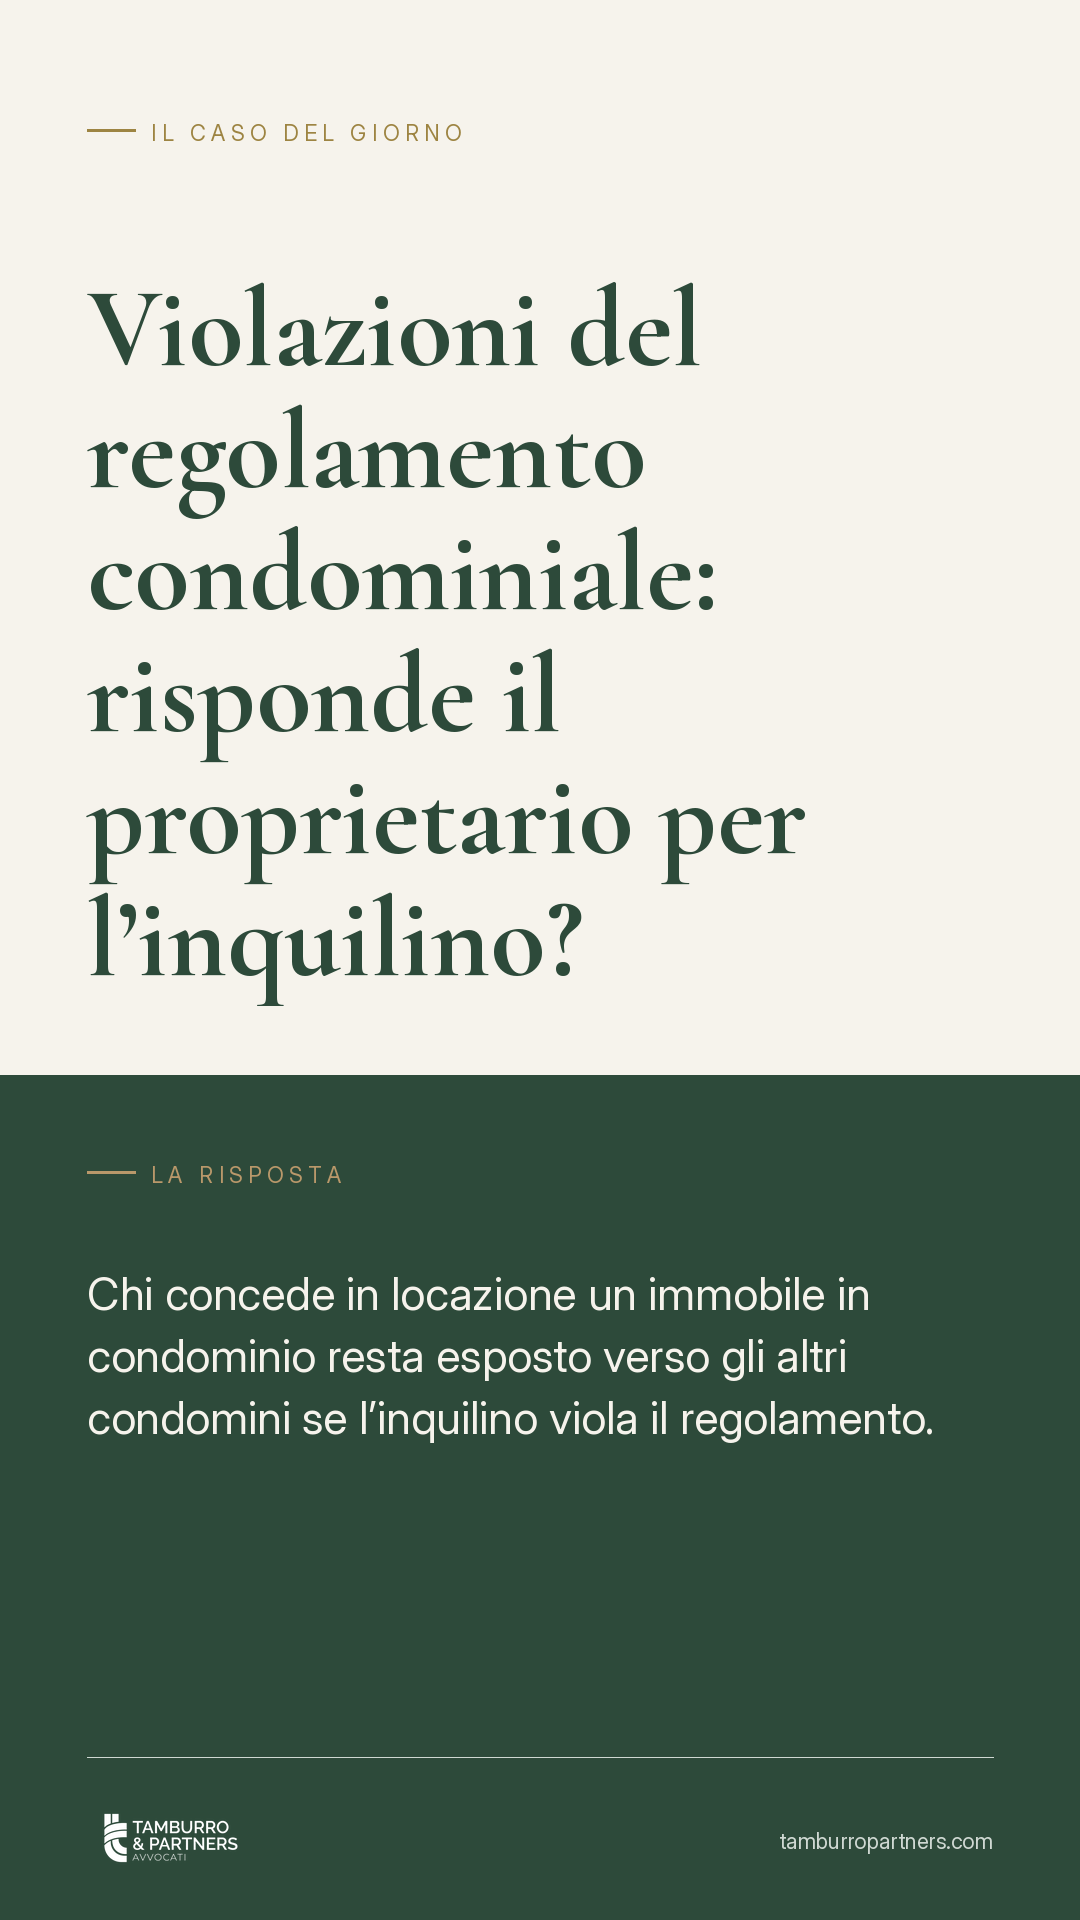 IL CASO DEL GIORNO
Violazioni del
regolamento
condominiale:
risponde il
proprietario per
l’inquilino?
LA RISPOSTA
Chi concede in locazione un immobile in
condominio resta esposto verso gli altri
condomini se l’inquilino viola il regolamento.
TAMBURRO
& PARTNERS
AVVOCATI
tamburropartners.com